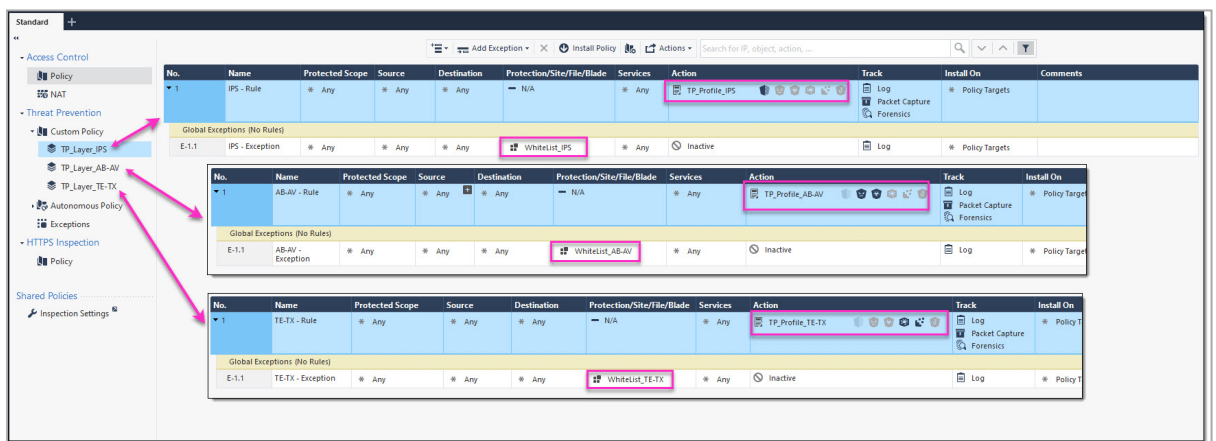 Standard +
Access Control
Policy
NAT
Threat Prevention
Custom Policy
TP_Layer_IPS
TP_Layer_AB-AV
TP_Layer_TE-TX
Autonomous Policy
Exceptions
HTTPS Inspection
Policy
Shared Policies
Inspection Settings
Add Exception Install Policy Actions Search for IP, object, action, ...
No. Name Protected Scope Source Destination Protection/Site/File/Blade Services Action Track Install On Comments
1 IPS - Rule * Any * Any * Any — N/A * Any TP_Profile_IPS Log * Policy Targets
Packet Capture
Forensics
Global Exceptions (No Rules)
E-1.1 IPS - Exception * Any * Any * Any WhiteList_IPS * Any Inactive Log * Policy Targets
No. Name Protected Scope Source Destination Protection/Site/File/Blade Services Action Track Install On
1 AB-AV - Rule * Any * Any * Any — N/A * Any TP_Profile_AB-AV Log * Policy Target
Packet Capture
Forensics
Global Exceptions (No Rules)
E-1.1 AB-AV - * Any * Any * Any WhiteList_AB-AV * Any Inactive Log * Policy Target
Exception
No. Name Protected Scope Source Destination Protection/Site/File/Blade Services Action Track Install On
1 TE-TX - Rule * Any * Any * Any — N/A * Any TP_Profile_TE-TX Log * Policy T
Packet Capture
Forensics
Global Exceptions (No Rules)
E-1.1 TE-TX - Exception * Any * Any * Any WhiteList_TE-TX * Any Inactive Log * Policy T